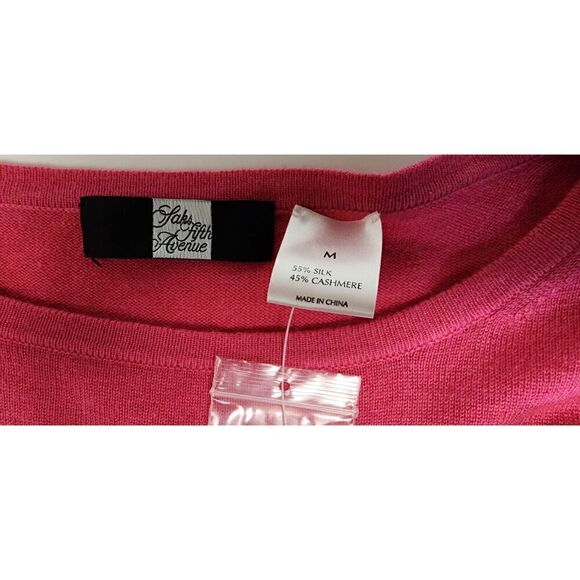 Saks
Fifth
Avenue
M
55% SILK
45% CASHMERE
MADE IN CHINA